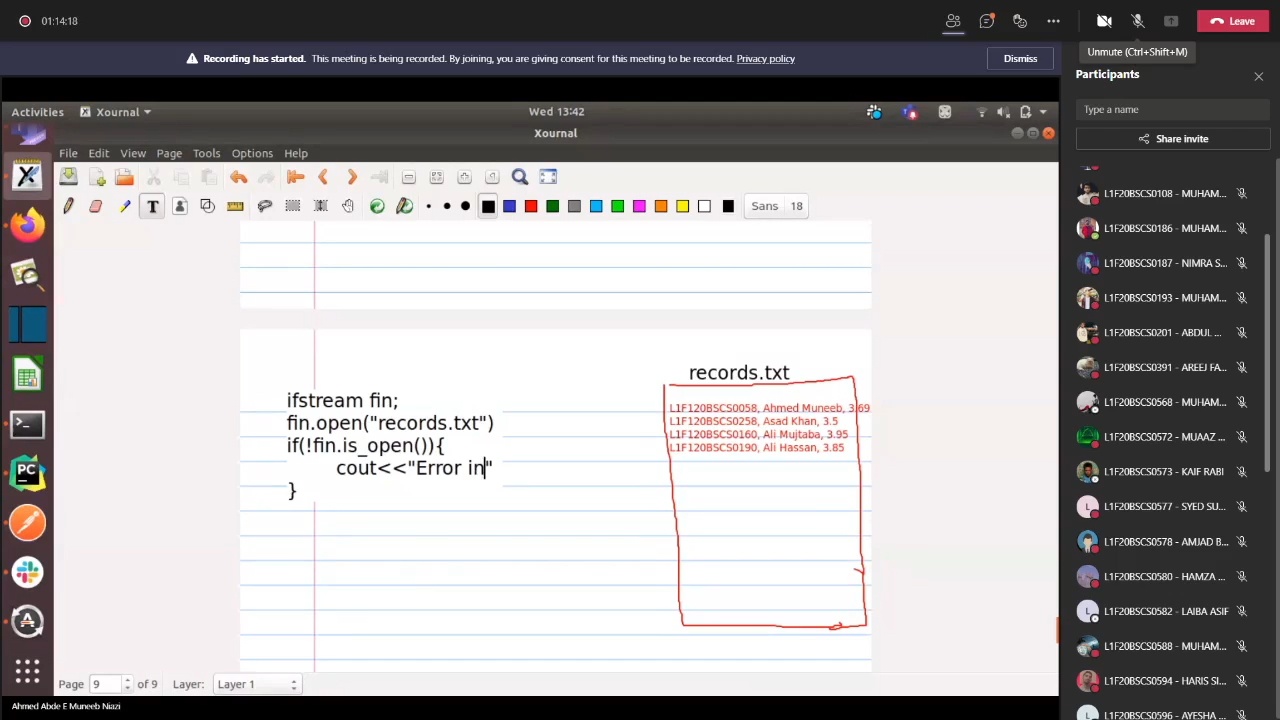 01:14:18
Leave
Recording has started. This meeting is being recorded. By joining, you are giving consent for this meeting to be recorded. Privacy policy
Dismiss
Unmute (Ctrl+Shift+M)
Participants
Type a name
Share invite
Activities Xournal Wed 13:42
Xournal
File Edit View Page Tools Options Help
T Sans 18
records.txt
ifstream fin;
fin.open("records.txt")
if(!fin.is_open()){
cout<<"Error in"
}
L1F120BSCS0058, Ahmed Muneeb, 3.69
L1F120BSCS0258, Asad Khan, 3.5
L1F120BSCS0160, Ali Mujtaba, 3.95
L1F120BSCS0190, Ali Hassan, 3.85
PC
A
Page 9 of 9 Layer: Layer 1
Ahmed Abde E Muneeb Niazi
L1F20BSCS0108 - MUHAM...
L1F20BSCS0186 - MUHAM...
L1F20BSCS0187 - NIMRA S...
L1F20BSCS0193 - MUHAM...
L1F20BSCS0201 - ABDUL ...
L1F20BSCS0391 - AREEJ FA...
L1F20BSCS0568 - MUHAM...
L1F20BSCS0572 - MUAAZ ...
L1F20BSCS0573 - KAIF RABI
L
L1F20BSCS0577 - SYED SU...
L1F20BSCS0578 - AMJAD B...
L1F20BSCS0580 - HAMZA ...
L
L1F20BSCS0582 - LAIBA ASIF
L1F20BSCS0588 - MUHAM...
L1F20BSCS0594 - HARIS SI...
L1F20BSCS0596 - AYESHA ...